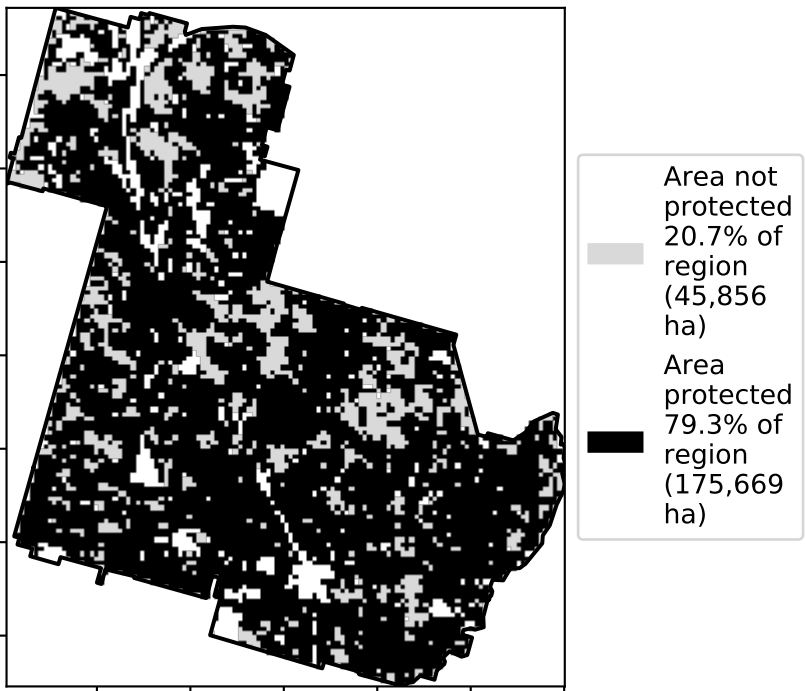 Area not
protected
20.7% of
region
(45,856
ha)
Area
protected
79.3% of
region
(175,669
ha)